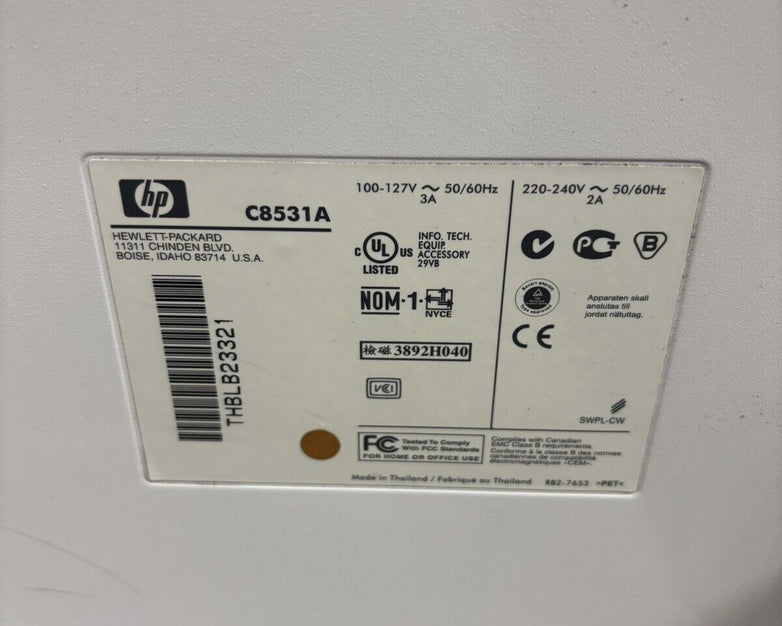 hp
C8531A
HEWLETT-PACKARD
11311 CHINDEN BLVD.
BOISE, IDAHO 83714 U.S.A.
THBLB23321
100-127V ~ 50/60Hz
3A
C UL US
LISTED
INFO. TECH.
EQUIP.
ACCESSORY
29VB
NOM-1-
NYCE
檢磁 3892H040
VCI
220-240V ~ 50/60Hz
2A
B
Bauart geprüft
Type approved
Apparaten skall
anslutas till
jordat nätuttag.
CE
SWPL-CW
FC Tested To Comply
With FCC Standards
FOR HOME OR OFFICE USE
Complies with Canadian
EMC Class B requirements.
Conforme à la classe B des normes
canadiennes de compatibilité
électromagnétiques «CEM».
Made in Thailand / Fabriqué au Thailand RB2-7653 >PET<